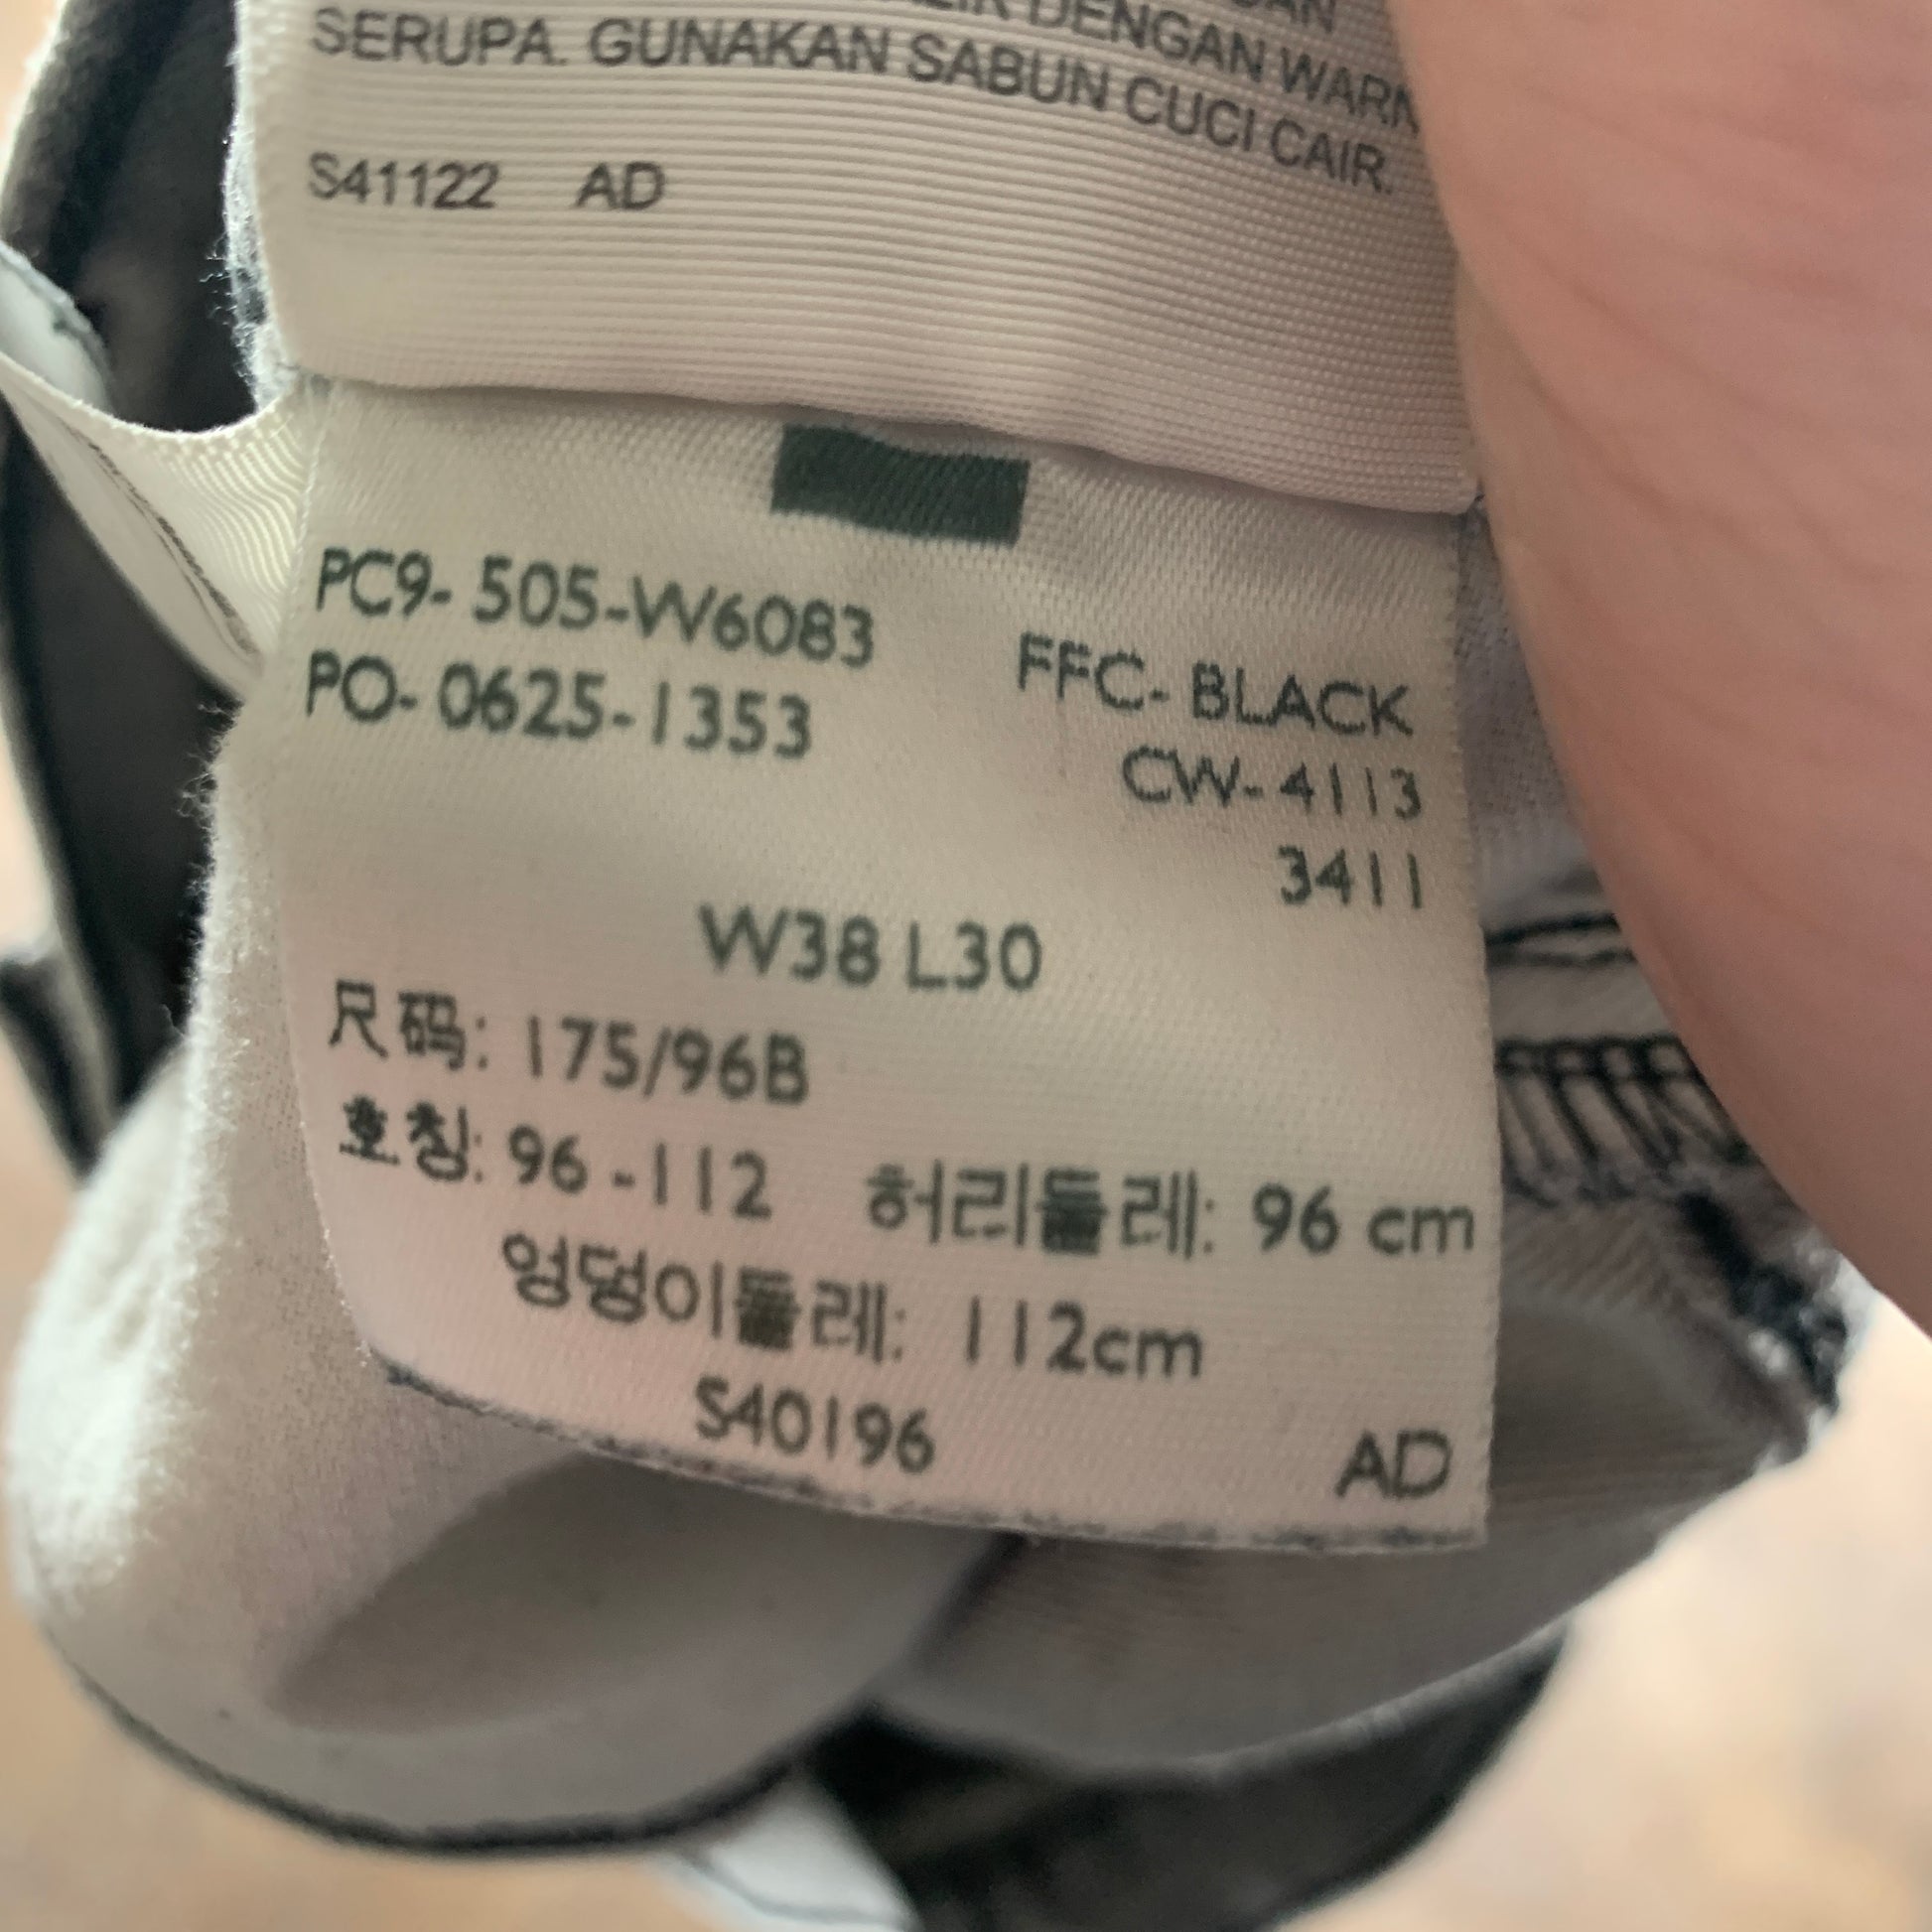 DENGAN WARN
SERUPA. GUNAKAN SABUN CUCI CAIR.
S41122 AD
PC9- 505-W6083
FFC- BLACK
PO- 0625-1353
CW- 4113
3411
W38 L30
尺码: 175/96B
호칭: 96 -112 허리둘레: 96 cm
엉덩이둘레: 112cm
S40196 AD